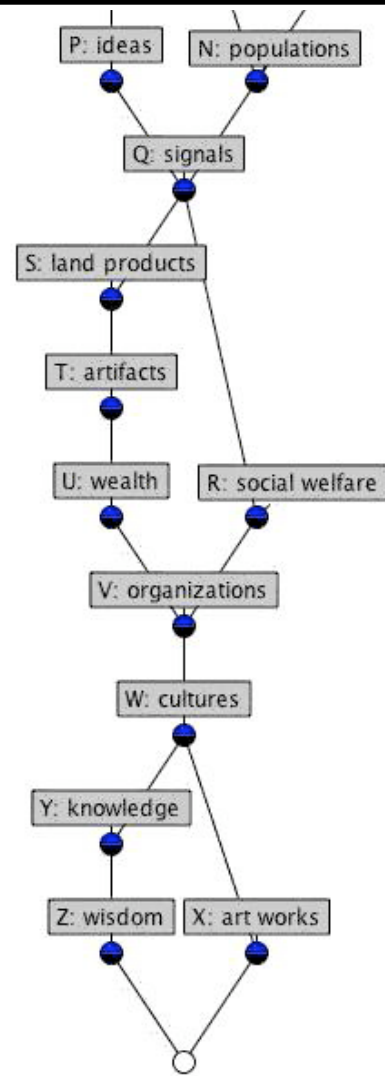 P: ideas
N: populations
Q: signals
S: land products
T: artifacts
U: wealth
R: social welfare
V: organizations
W: cultures
Y: knowledge
Z: wisdom
X: art works